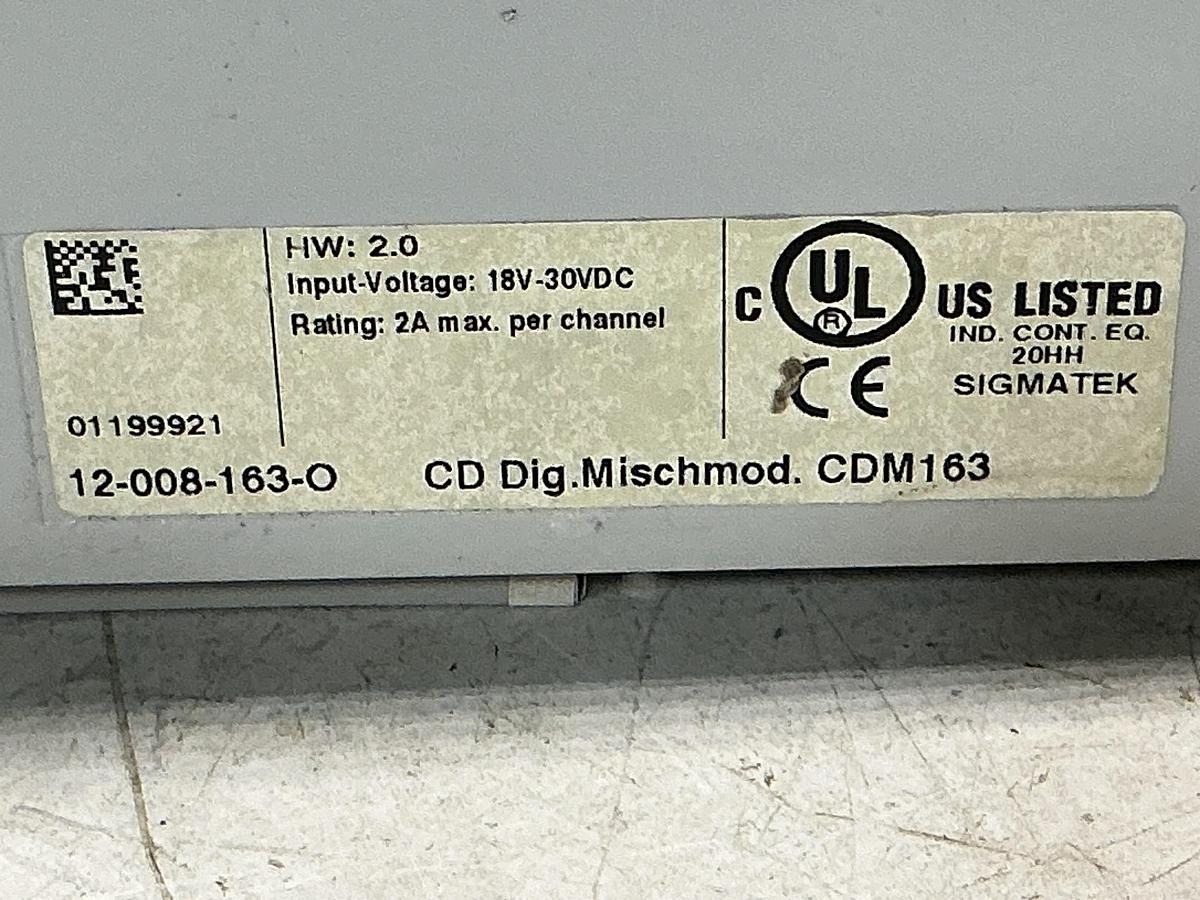 HW: 2.0
Input-Voltage: 18V-30VDC
Rating: 2A max. per channel
01199921
C UL ® US LISTED
IND. CONT. EQ.
20HH
CE SIGMATEK
12-008-163-O CD Dig.Mischmod. CDM163